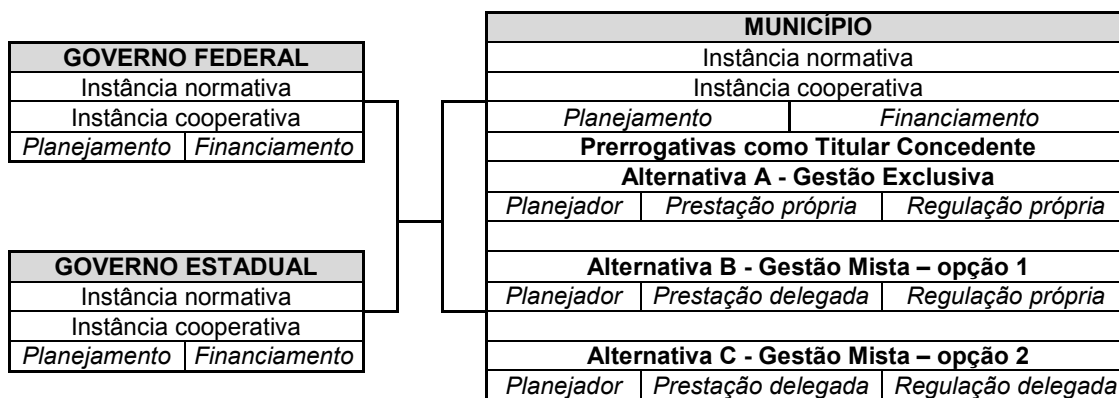 GOVERNO FEDERAL
Instância normativa
Instância cooperativa
Planejamento Financiamento
GOVERNO ESTADUAL
Instância normativa
Instância cooperativa
Planejamento Financiamento
MUNICÍPIO
Instância normativa
Instância cooperativa
Planejamento Financiamento
Prerrogativas como Titular Concedente
Alternativa A - Gestão Exclusiva
Planejador Prestação própria Regulação própria
Alternativa B - Gestão Mista – opção 1
Planejador Prestação delegada Regulação própria
Alternativa C - Gestão Mista – opção 2
Planejador Prestação delegada Regulação delegada